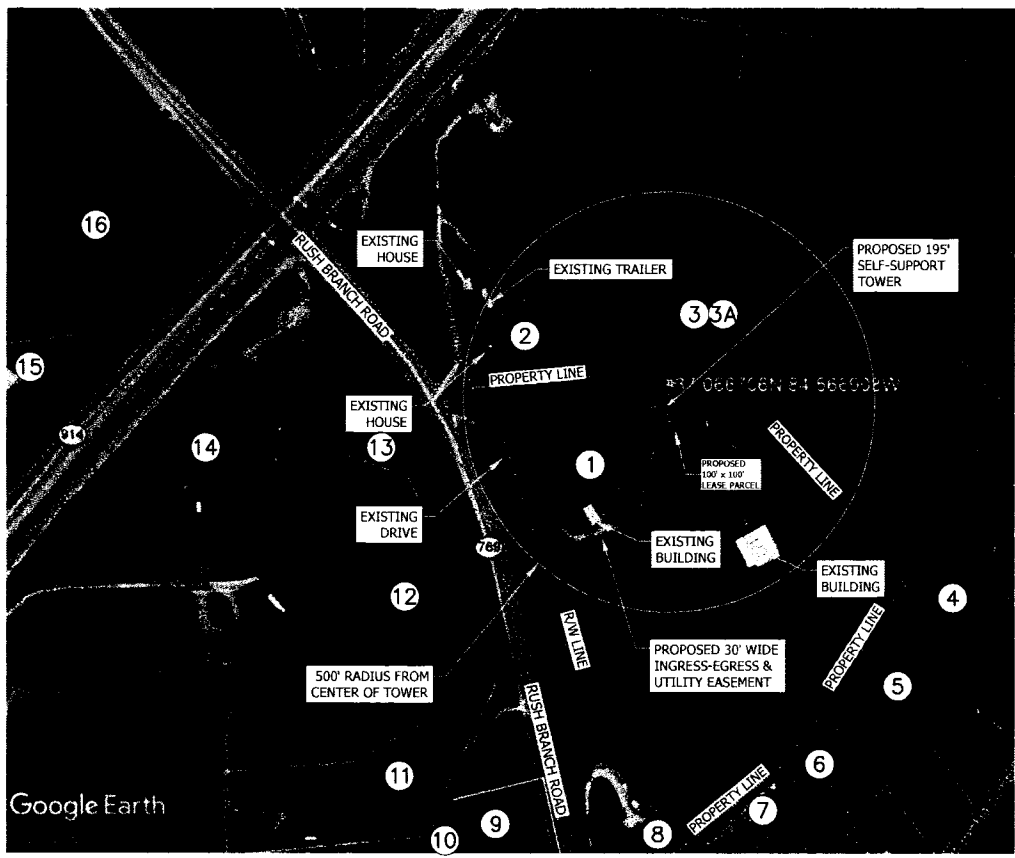 16
RUSH BRANCH ROAD
EXISTING
HOUSE
EXISTING TRAILER
PROPOSED 195'
SELF-SUPPORT
TOWER
3 3A
2
15
PROPERTY LINE
EXISTING
HOUSE
914
14
13
1
PROPOSED
100' x 100'
LEASE PARCEL
PROPERTY LINE
EXISTING
DRIVE
769
EXISTING
BUILDING
EXISTING
BUILDING
12
4
R/W LINE
PROPOSED 30' WIDE
INGRESS-EGRESS &
UTILITY EASEMENT
PROPERTY LINE
500' RADIUS FROM
CENTER OF TOWER
5
RUSH BRANCH ROAD
11
6
Google Earth
PROPERTY LINE
7
9
10
8